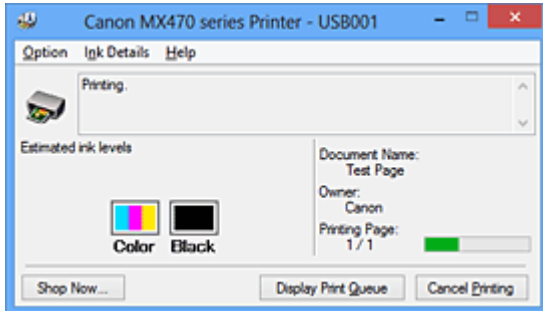 Canon MX470 series Printer - USB001
Option Ink Details Help
Printing.
Estimated ink levels
Color Black
Document Name:
Test Page
Owner:
Canon
Printing Page:
1 / 1
Shop Now... Display Print Queue Cancel Printing